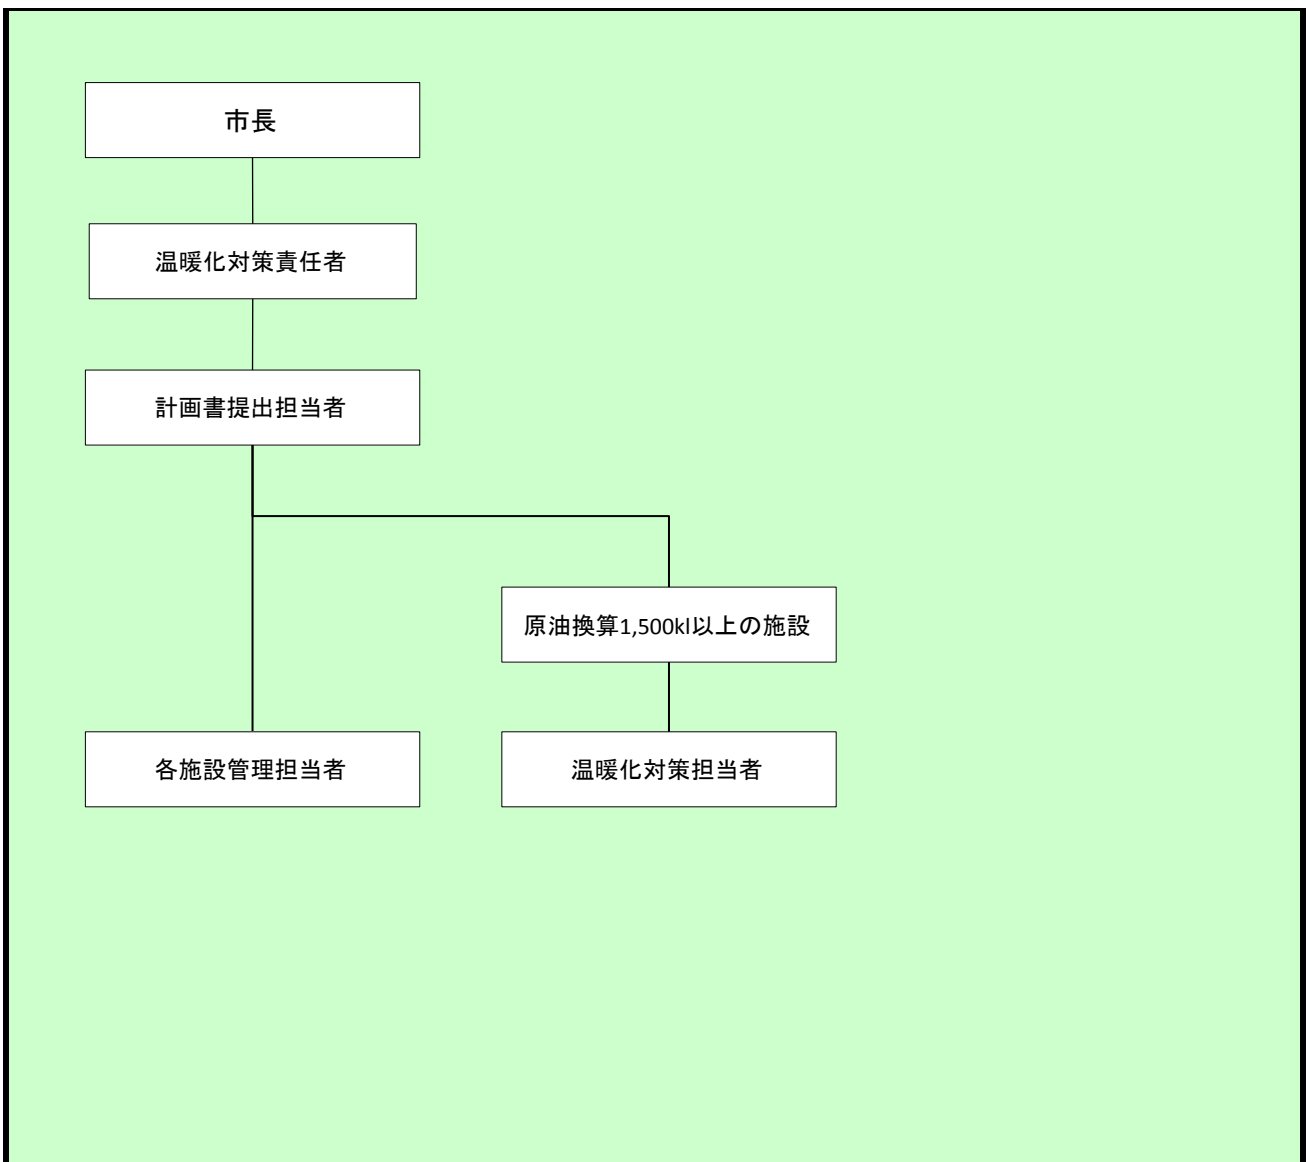 市長
温暖化対策責任者
計画書提出担当者
原油換算1,500kl以上の施設
各施設管理担当者
温暖化対策担当者